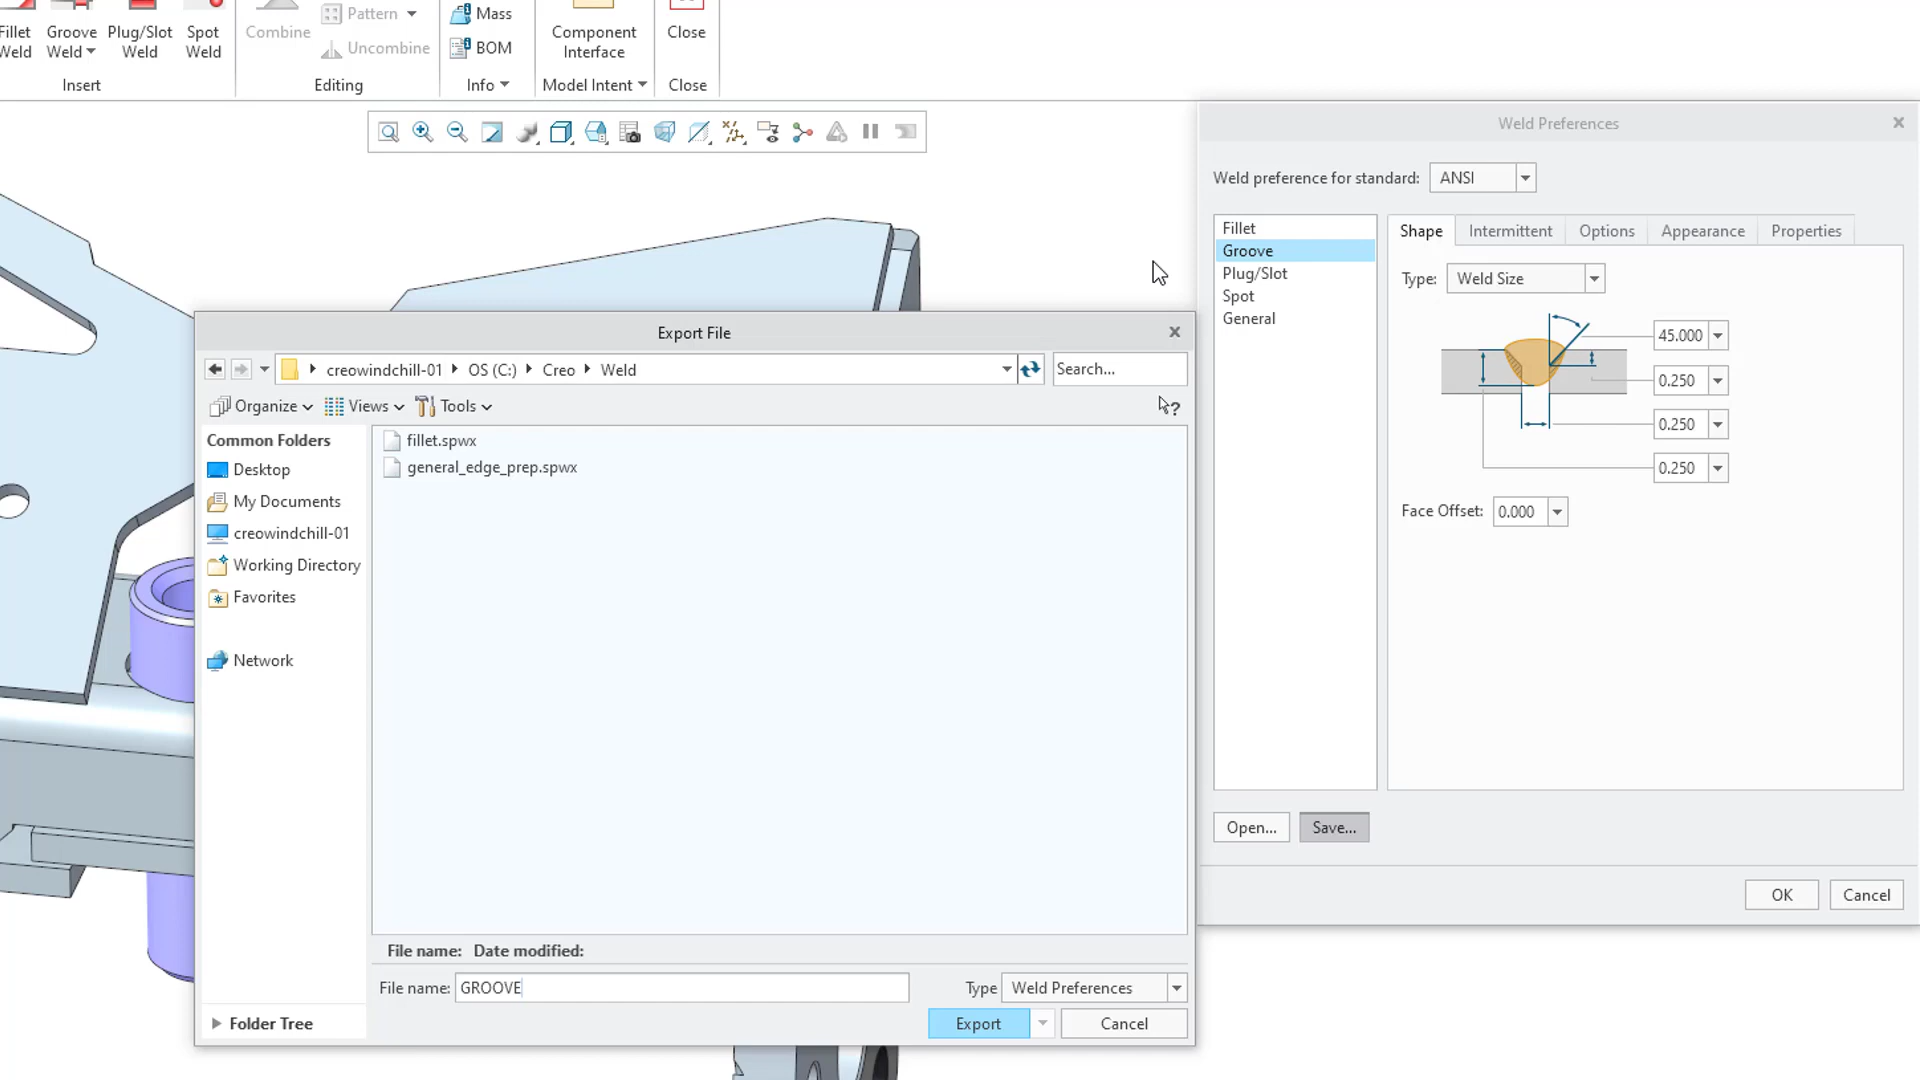 Fillet Weld
Groove Weld
Plug/Slot Weld
Spot Weld
Insert
Combine
Pattern
Uncombine
Editing
Mass
BOM
Info
Component Interface
Model Intent
Close
Close
Weld Preferences
Weld preference for standard: ANSI
Fillet
Groove
Plug/Slot
Spot
General
Shape Intermittent Options Appearance Properties
Type: Weld Size
45.000
0.250
0.250
0.250
Face Offset: 0.000
Open... Save...
OK Cancel
Export File
creowindchill-01 OS (C:) Creo Weld
Search...
Organize Views Tools
Common Folders
Desktop
My Documents
creowindchill-01
Working Directory
Favorites
Network
Folder Tree
fillet.spwx
general_edge_prep.spwx
File name: Date modified:
File name: GROOVE
Type Weld Preferences
Export Cancel